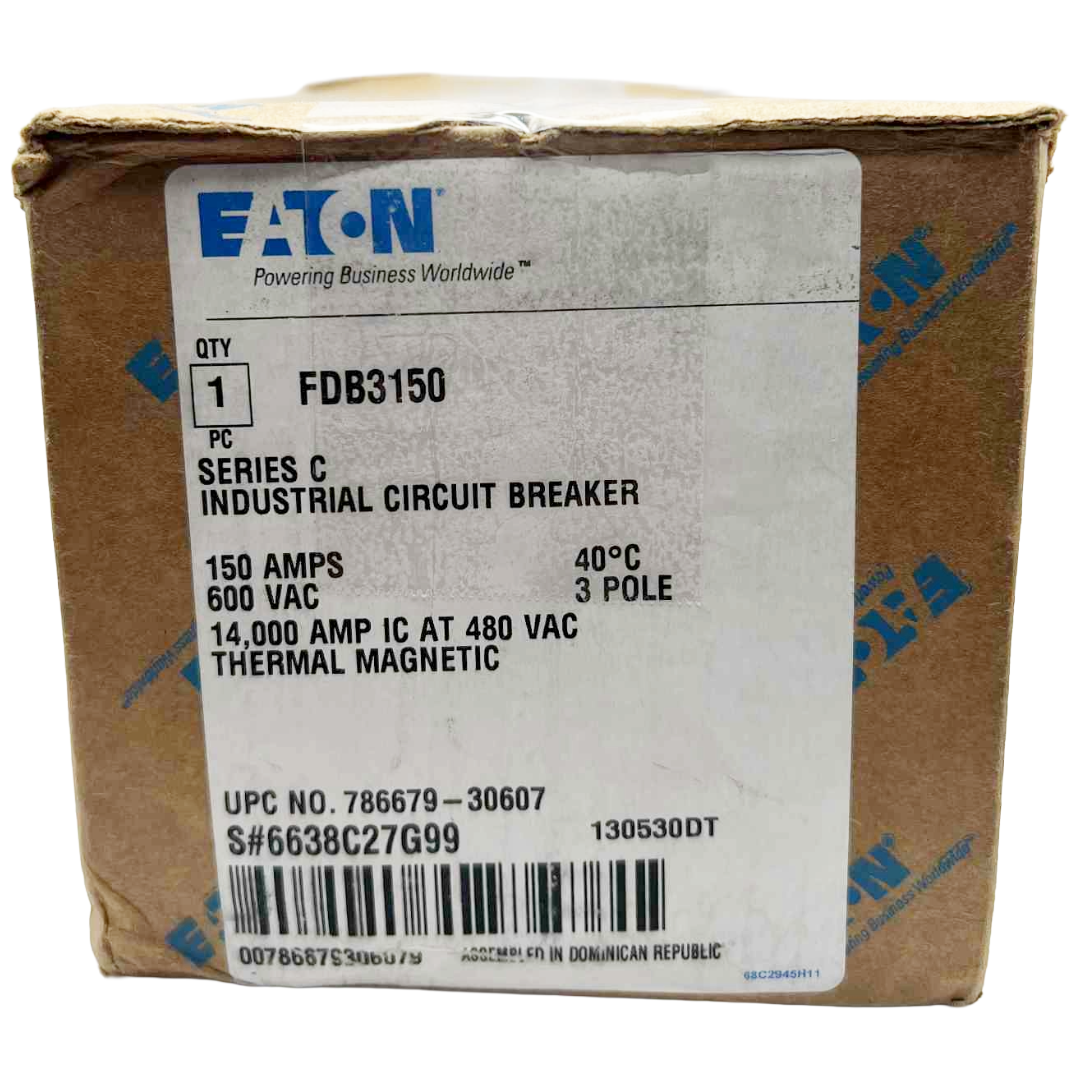 EATON
Powering Business Worldwide™
QTY
1 FDB3150
PC
SERIES C
INDUSTRIAL CIRCUIT BREAKER
150 AMPS 40°C
600 VAC 3 POLE
14,000 AMP IC AT 480 VAC
THERMAL MAGNETIC
UPC NO. 786679-30607
S#6638C27G99 130530DT
ASSEMBLED IN DOMINICAN REPUBLIC
68C2945H11